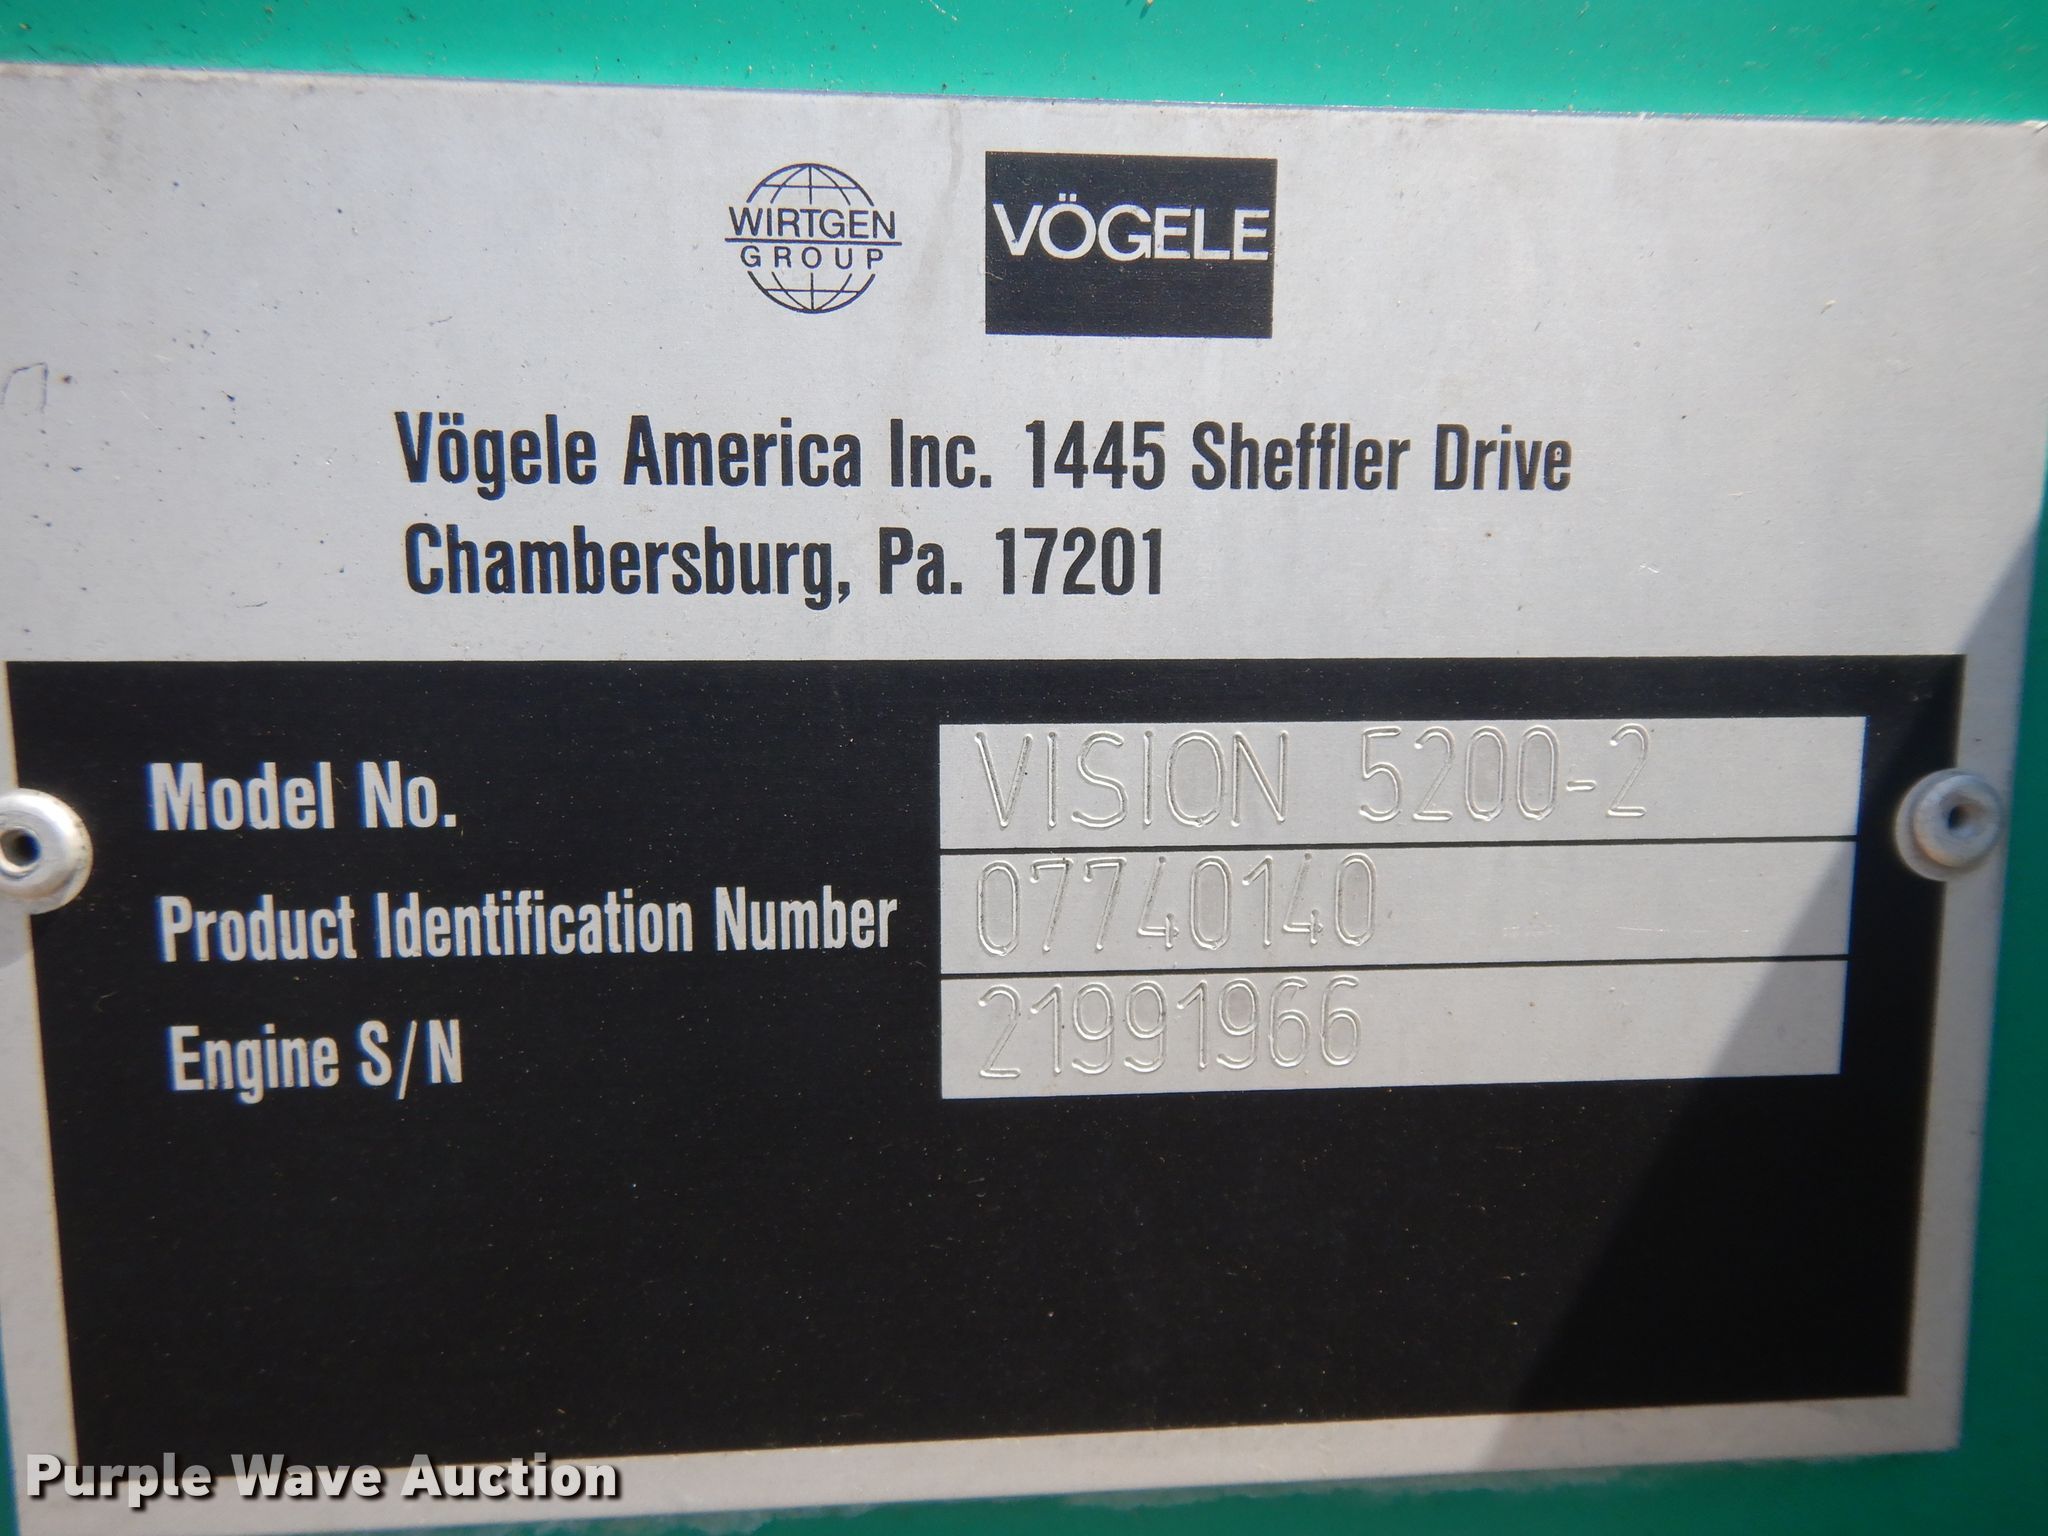 WIRTGEN
GROUP
VÖGELE
Vögele America Inc. 1445 Sheffler Drive
Chambersburg, Pa. 17201
Model No. VISION 5200-2
Product Identification Number 07740140
Engine S/N 21991966
Purple Wave Auction